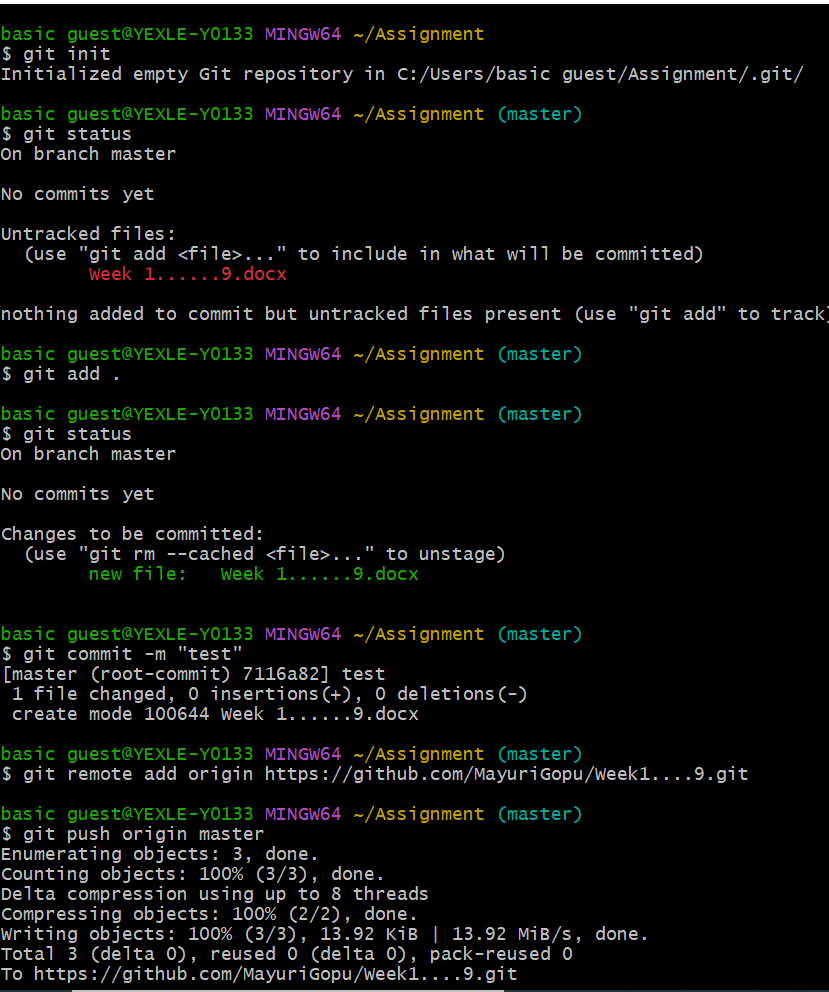 basic guest@YEXLE-Y0133 MINGW64 ~/Assignment
$ git init
Initialized empty Git repository in C:/Users/basic guest/Assignment/.git/
basic guest@YEXLE-Y0133 MINGW64 ~/Assignment (master)
$ git status
On branch master
No commits yet
Untracked files:
  (use "git add <file>..." to include in what will be committed)
        Week 1......9.docx
nothing added to commit but untracked files present (use "git add" to track)
basic guest@YEXLE-Y0133 MINGW64 ~/Assignment (master)
$ git add .
basic guest@YEXLE-Y0133 MINGW64 ~/Assignment (master)
$ git status
On branch master
No commits yet
Changes to be committed:
  (use "git rm --cached <file>..." to unstage)
        new file:   Week 1......9.docx
basic guest@YEXLE-Y0133 MINGW64 ~/Assignment (master)
$ git commit -m "test"
[master (root-commit) 7116a82] test
 1 file changed, 0 insertions(+), 0 deletions(-)
 create mode 100644 Week 1......9.docx
basic guest@YEXLE-Y0133 MINGW64 ~/Assignment (master)
$ git remote add origin https://github.com/MayuriGopu/Week1....9.git
basic guest@YEXLE-Y0133 MINGW64 ~/Assignment (master)
$ git push origin master
Enumerating objects: 3, done.
Counting objects: 100% (3/3), done.
Delta compression using up to 8 threads
Compressing objects: 100% (2/2), done.
Writing objects: 100% (3/3), 13.92 KiB | 13.92 MiB/s, done.
Total 3 (delta 0), reused 0 (delta 0), pack-reused 0
To https://github.com/MayuriGopu/Week1....9.git